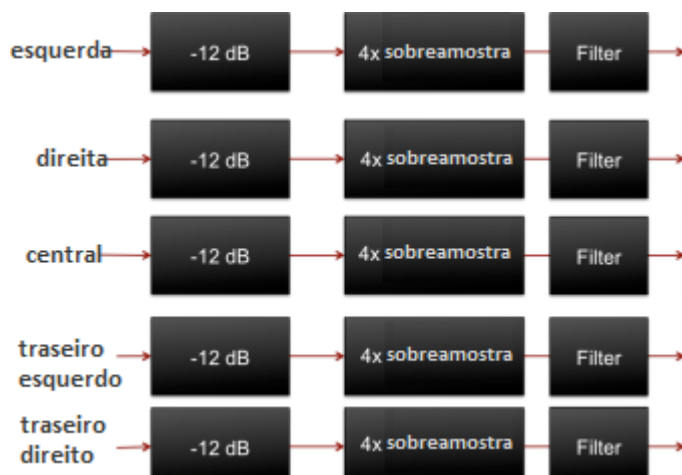 esquerda -12 dB 4x sobreamostra Filter
direita -12 dB 4x sobreamostra Filter
central -12 dB 4x sobreamostra Filter
traseiro
esquerdo -12 dB 4x sobreamostra Filter
traseiro
direito -12 dB 4x sobreamostra Filter